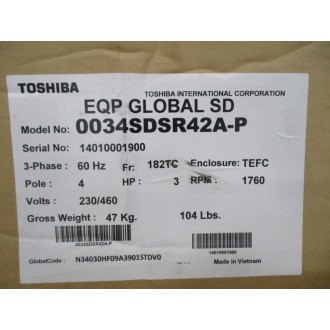 TOSHIBA
TOSHIBA INTERNATIONAL CORPORATION
EQP GLOBAL SD
Model No: 0034SDSR42A-P
Serial No: 14010001900
3-Phase : 60 Hz Fr: 182TC Enclosure: TEFC
Pole : 4 HP : 3 RPM : 1760
Volts : 230/460
Gross Weight : 47 Kg. 104 Lbs.
0034SDSR42A-P
14010001900
GlobalCode : N34030HF09A39015TDV0
Made in Vietnam